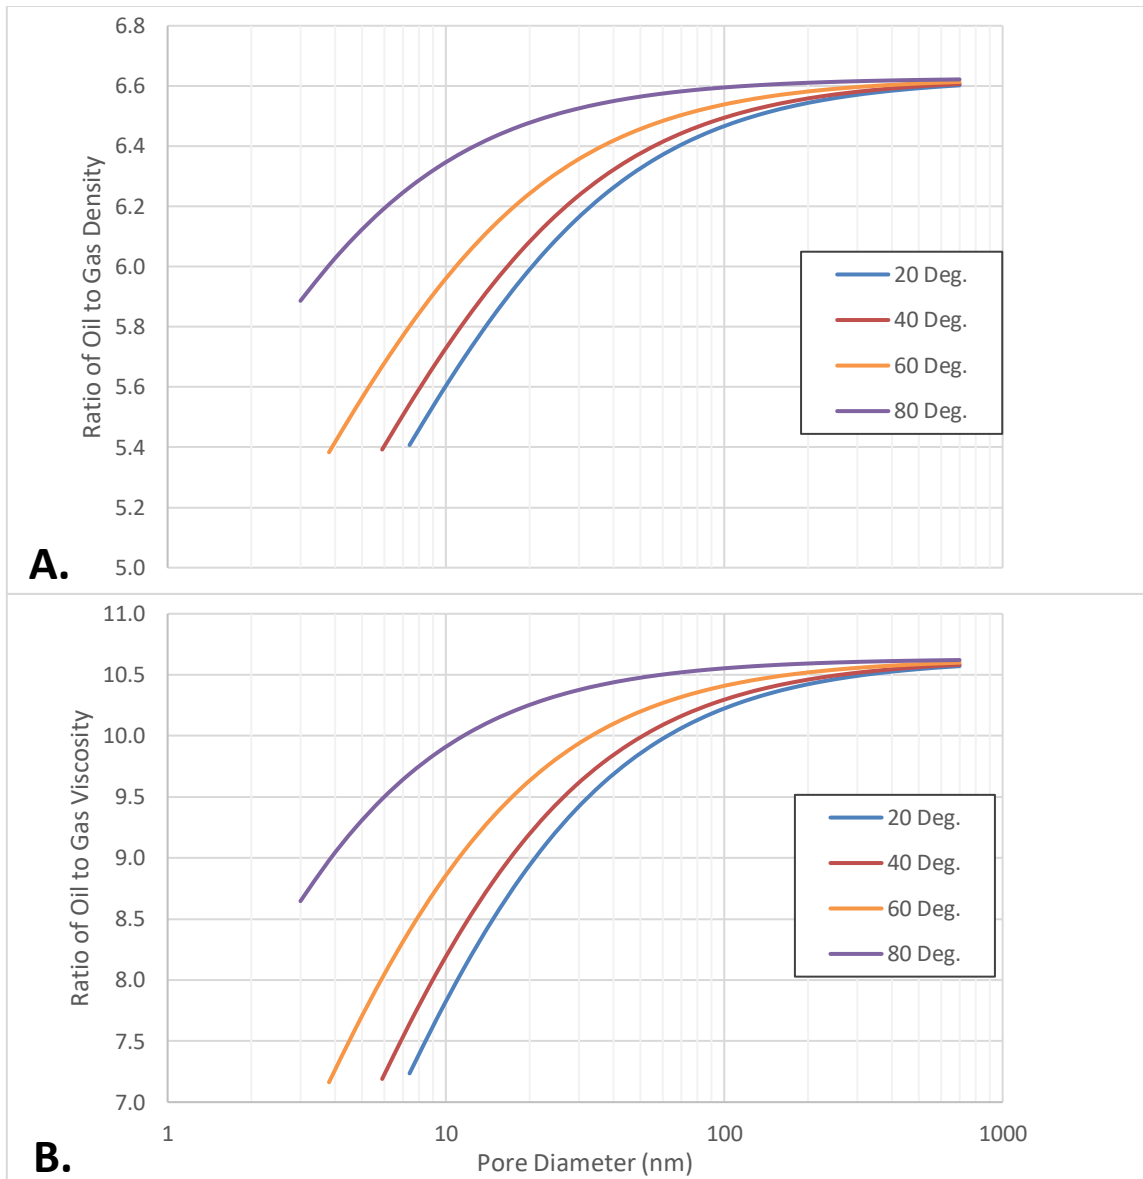 6.8
6.6
6.4
6.2
6.0
5.8
5.6
5.4
5.2
5.0
Ratio of Oil to Gas Density
20 Deg.
40 Deg.
60 Deg.
80 Deg.
A.
11.0
10.5
10.0
9.5
9.0
8.5
8.0
7.5
7.0
Ratio of Oil to Gas Viscosity
20 Deg.
40 Deg.
60 Deg.
80 Deg.
1 10 100 1000
Pore Diameter (nm)
B.